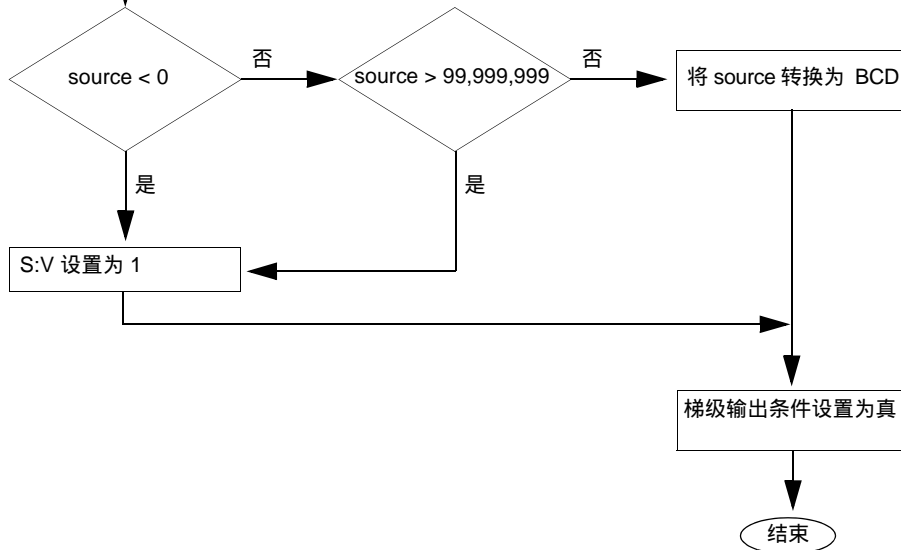 source < 0
否
source > 99,999,999
否
将 source 转换为 BCD
是
是
S:V 设置为 1
梯级输出条件设置为真
结束